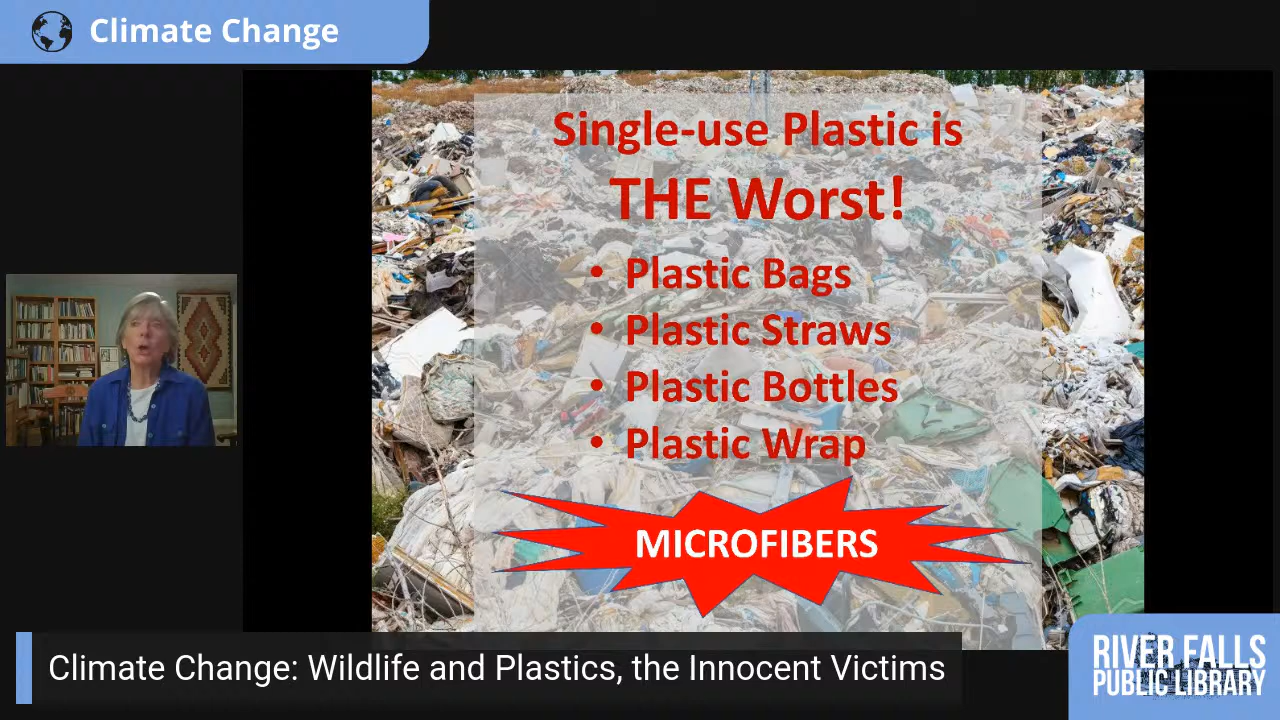 Climate Change
Single-use Plastic is
THE Worst!
• Plastic Bags
• Plastic Straws
• Plastic Bottles
• Plastic Wrap
MICROFIBERS
Climate Change: Wildlife and Plastics, the Innocent Victims
RIVER FALLS
PUBLIC LIBRARY